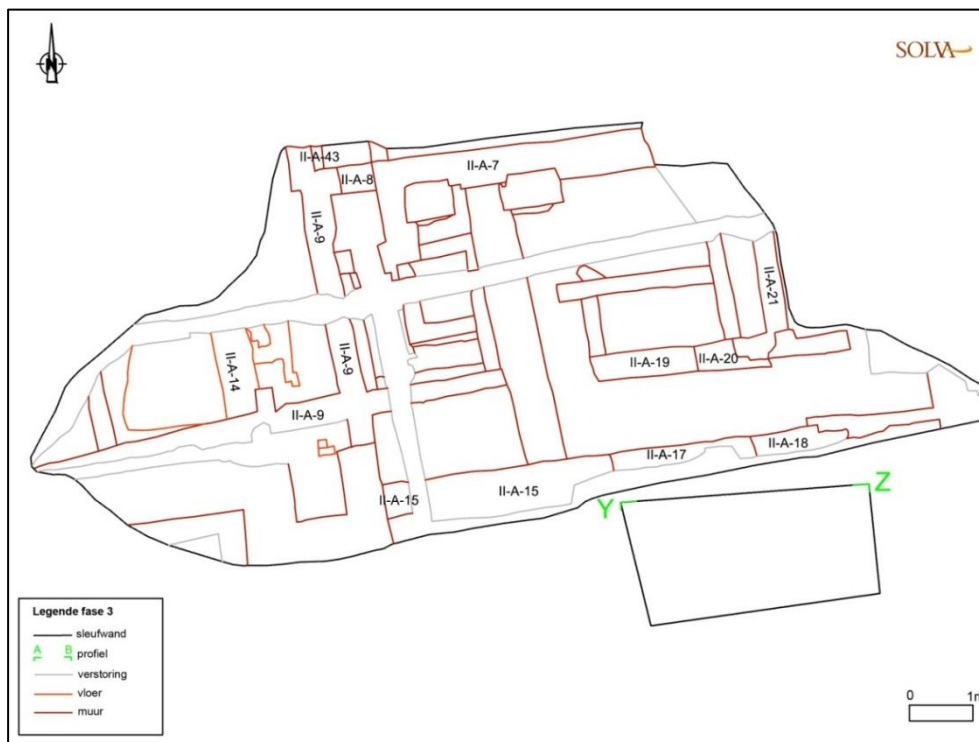 N
SOLVA
II-A-43
II-A-7
II-A-8
II-A-9
II-A-21
II-A-14
II-A-9
II-A-19
II-A-20
II-A-9
II-A-18
II-A-17
II-A-15
II-A-15
Y
Z
Legende fase 3
sleufwand
A B profiel
verstoring
vloer
muur
0 1m